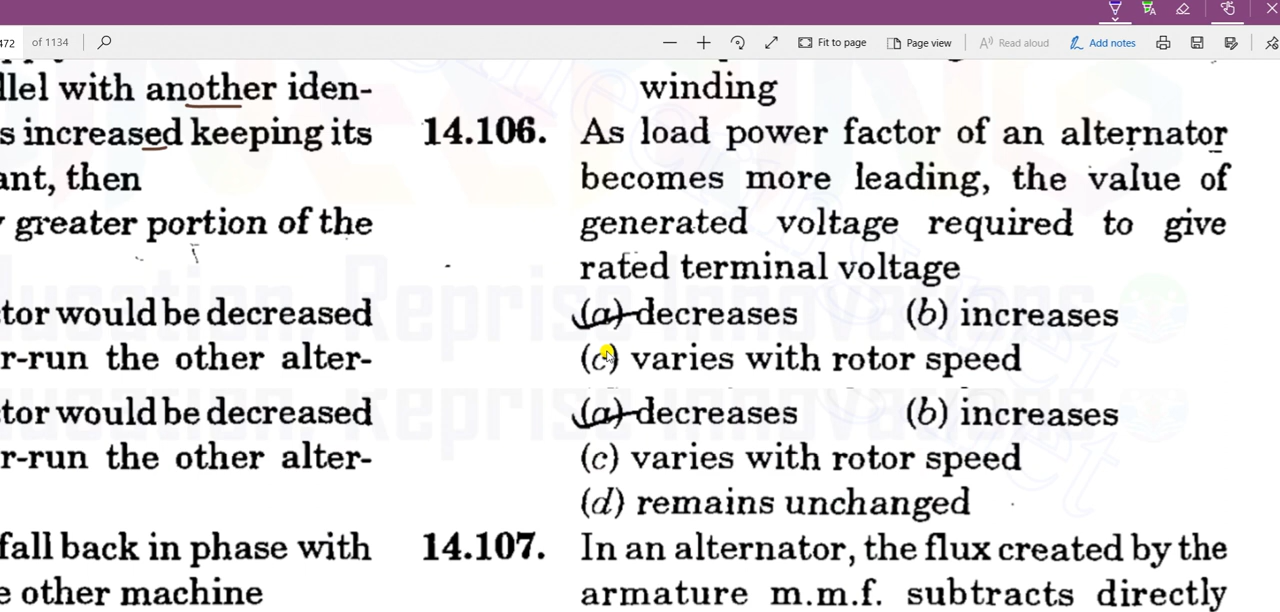 472 of 1134 Fit to page Page view Read aloud Add notes
llel with another iden-
s increased keeping its
ant, then
greater portion of the
tor would be decreased
r-run the other alter-
tor would be decreased
r-run the other alter-
fall back in phase with
e other machine
winding
14.106. As load power factor of an alternator
becomes more leading, the value of
generated voltage required to give
rated terminal voltage
(a) decreases (b) increases
(c) varies with rotor speed
(a) decreases (b) increases
(c) varies with rotor speed
(d) remains unchanged
14.107. In an alternator, the flux created by the
armature m.m.f. subtracts directly